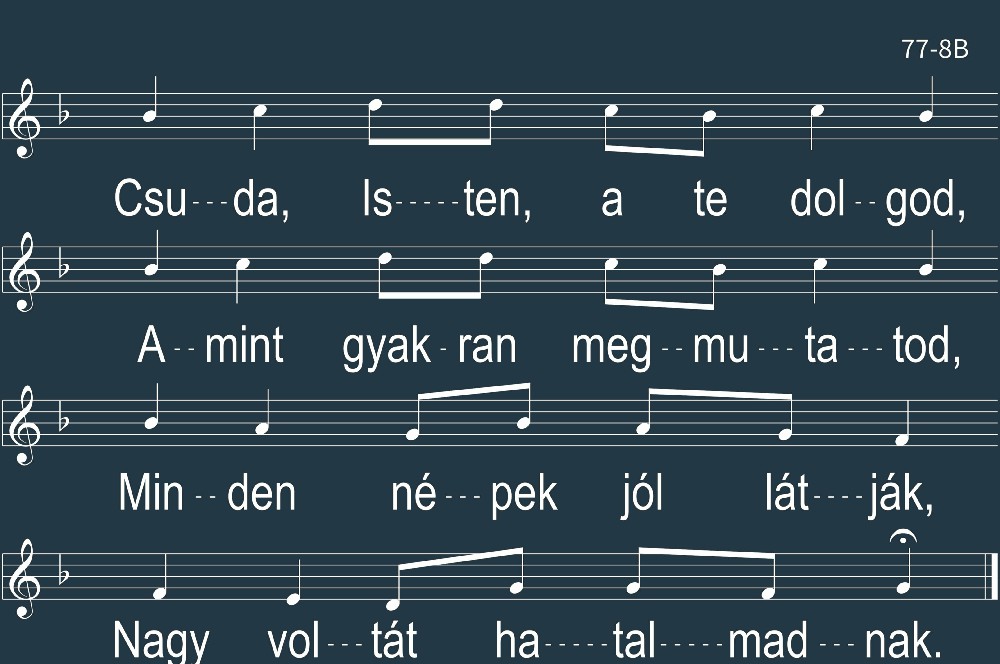 77-8B
Csu---da, Is-----ten, a te dol--god,
A--mint gyak-ran meg--mu---ta---tod,
Min--den né---pek jól lát----ják,
Nagy vol---tát ha-----tal-----mad---nak.